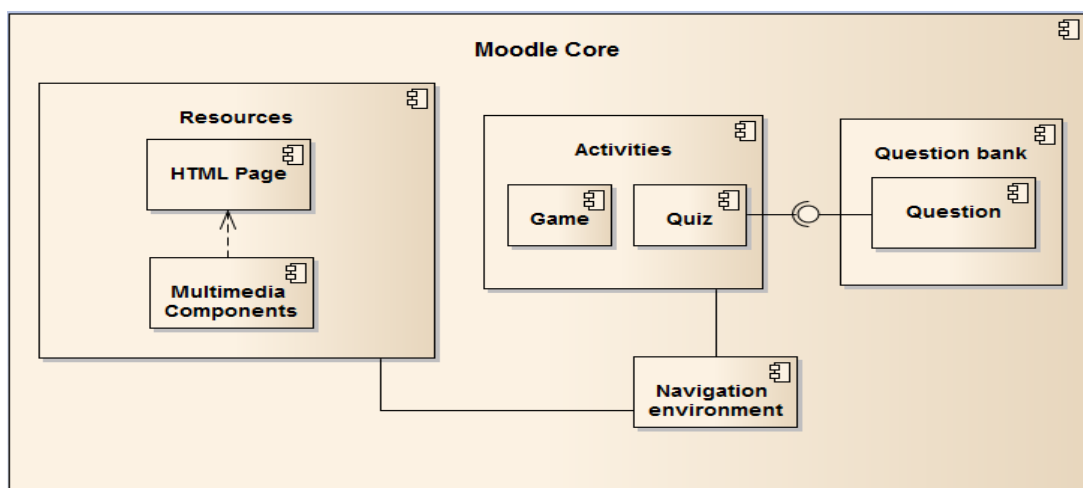 Moodle Core
Resources
HTML Page
Multimedia
Components
Activities
Game
Quiz
Question bank
Question
Navigation
environment